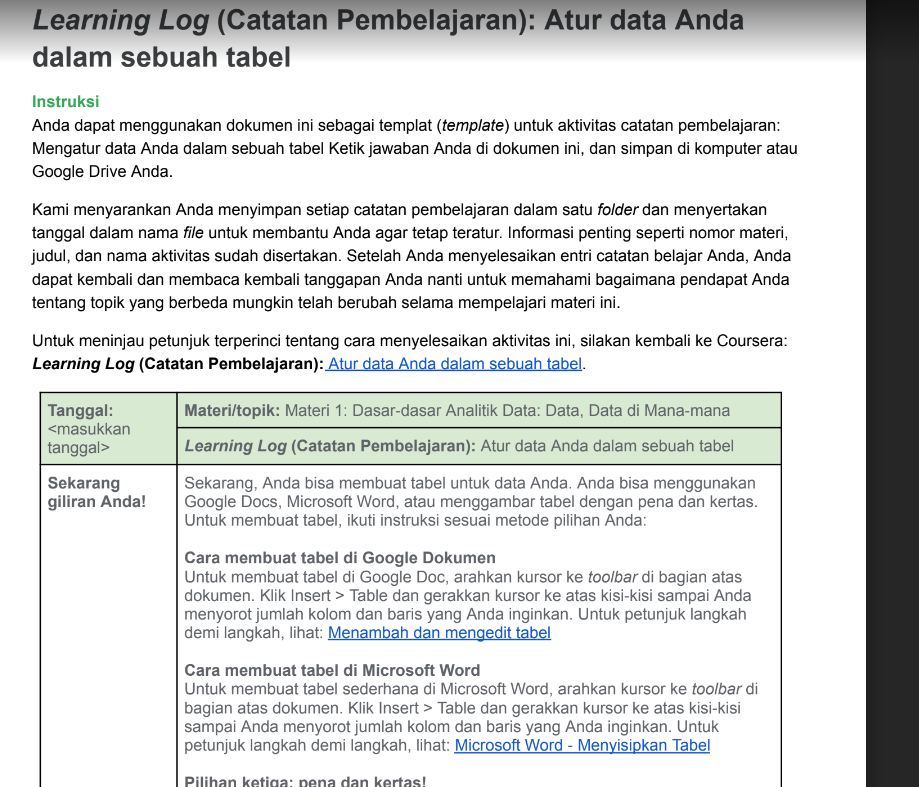 Learning Log (Catatan Pembelajaran): Atur data Anda
dalam sebuah tabel
Instruksi
Anda dapat menggunakan dokumen ini sebagai templat (template) untuk aktivitas catatan pembelajaran:
Mengatur data Anda dalam sebuah tabel Ketik jawaban Anda di dokumen ini, dan simpan di komputer atau
Google Drive Anda.
Kami menyarankan Anda menyimpan setiap catatan pembelajaran dalam satu folder dan menyertakan
tanggal dalam nama file untuk membantu Anda agar tetap teratur. Informasi penting seperti nomor materi,
judul, dan nama aktivitas sudah disertakan. Setelah Anda menyelesaikan entri catatan belajar Anda, Anda
dapat kembali dan membaca kembali tanggapan Anda nanti untuk memahami bagaimana pendapat Anda
tentang topik yang berbeda mungkin telah berubah selama mempelajari materi ini.
Untuk meninjau petunjuk terperinci tentang cara menyelesaikan aktivitas ini, silakan kembali ke Coursera:
Learning Log (Catatan Pembelajaran): Atur data Anda dalam sebuah tabel.
Tanggal:
<masukkan
tanggal>
Materi/topik: Materi 1: Dasar-dasar Analitik Data: Data, Data di Mana-mana
Learning Log (Catatan Pembelajaran): Atur data Anda dalam sebuah tabel
Sekarang
giliran Anda!
Sekarang, Anda bisa membuat tabel untuk data Anda. Anda bisa menggunakan
Google Docs, Microsoft Word, atau menggambar tabel dengan pena dan kertas.
Untuk membuat tabel, ikuti instruksi sesuai metode pilihan Anda:
Cara membuat tabel di Google Dokumen
Untuk membuat tabel di Google Doc, arahkan kursor ke toolbar di bagian atas
dokumen. Klik Insert > Table dan gerakkan kursor ke atas kisi-kisi sampai Anda
menyorot jumlah kolom dan baris yang Anda inginkan. Untuk petunjuk langkah
demi langkah, lihat: Menambah dan mengedit tabel
Cara membuat tabel di Microsoft Word
Untuk membuat tabel sederhana di Microsoft Word, arahkan kursor ke toolbar di
bagian atas dokumen. Klik Insert > Table dan gerakkan kursor ke atas kisi-kisi
sampai Anda menyorot jumlah kolom dan baris yang Anda inginkan. Untuk
petunjuk langkah demi langkah, lihat: Microsoft Word - Menyisipkan Tabel
Pilihan ketiga: pena dan kertas!